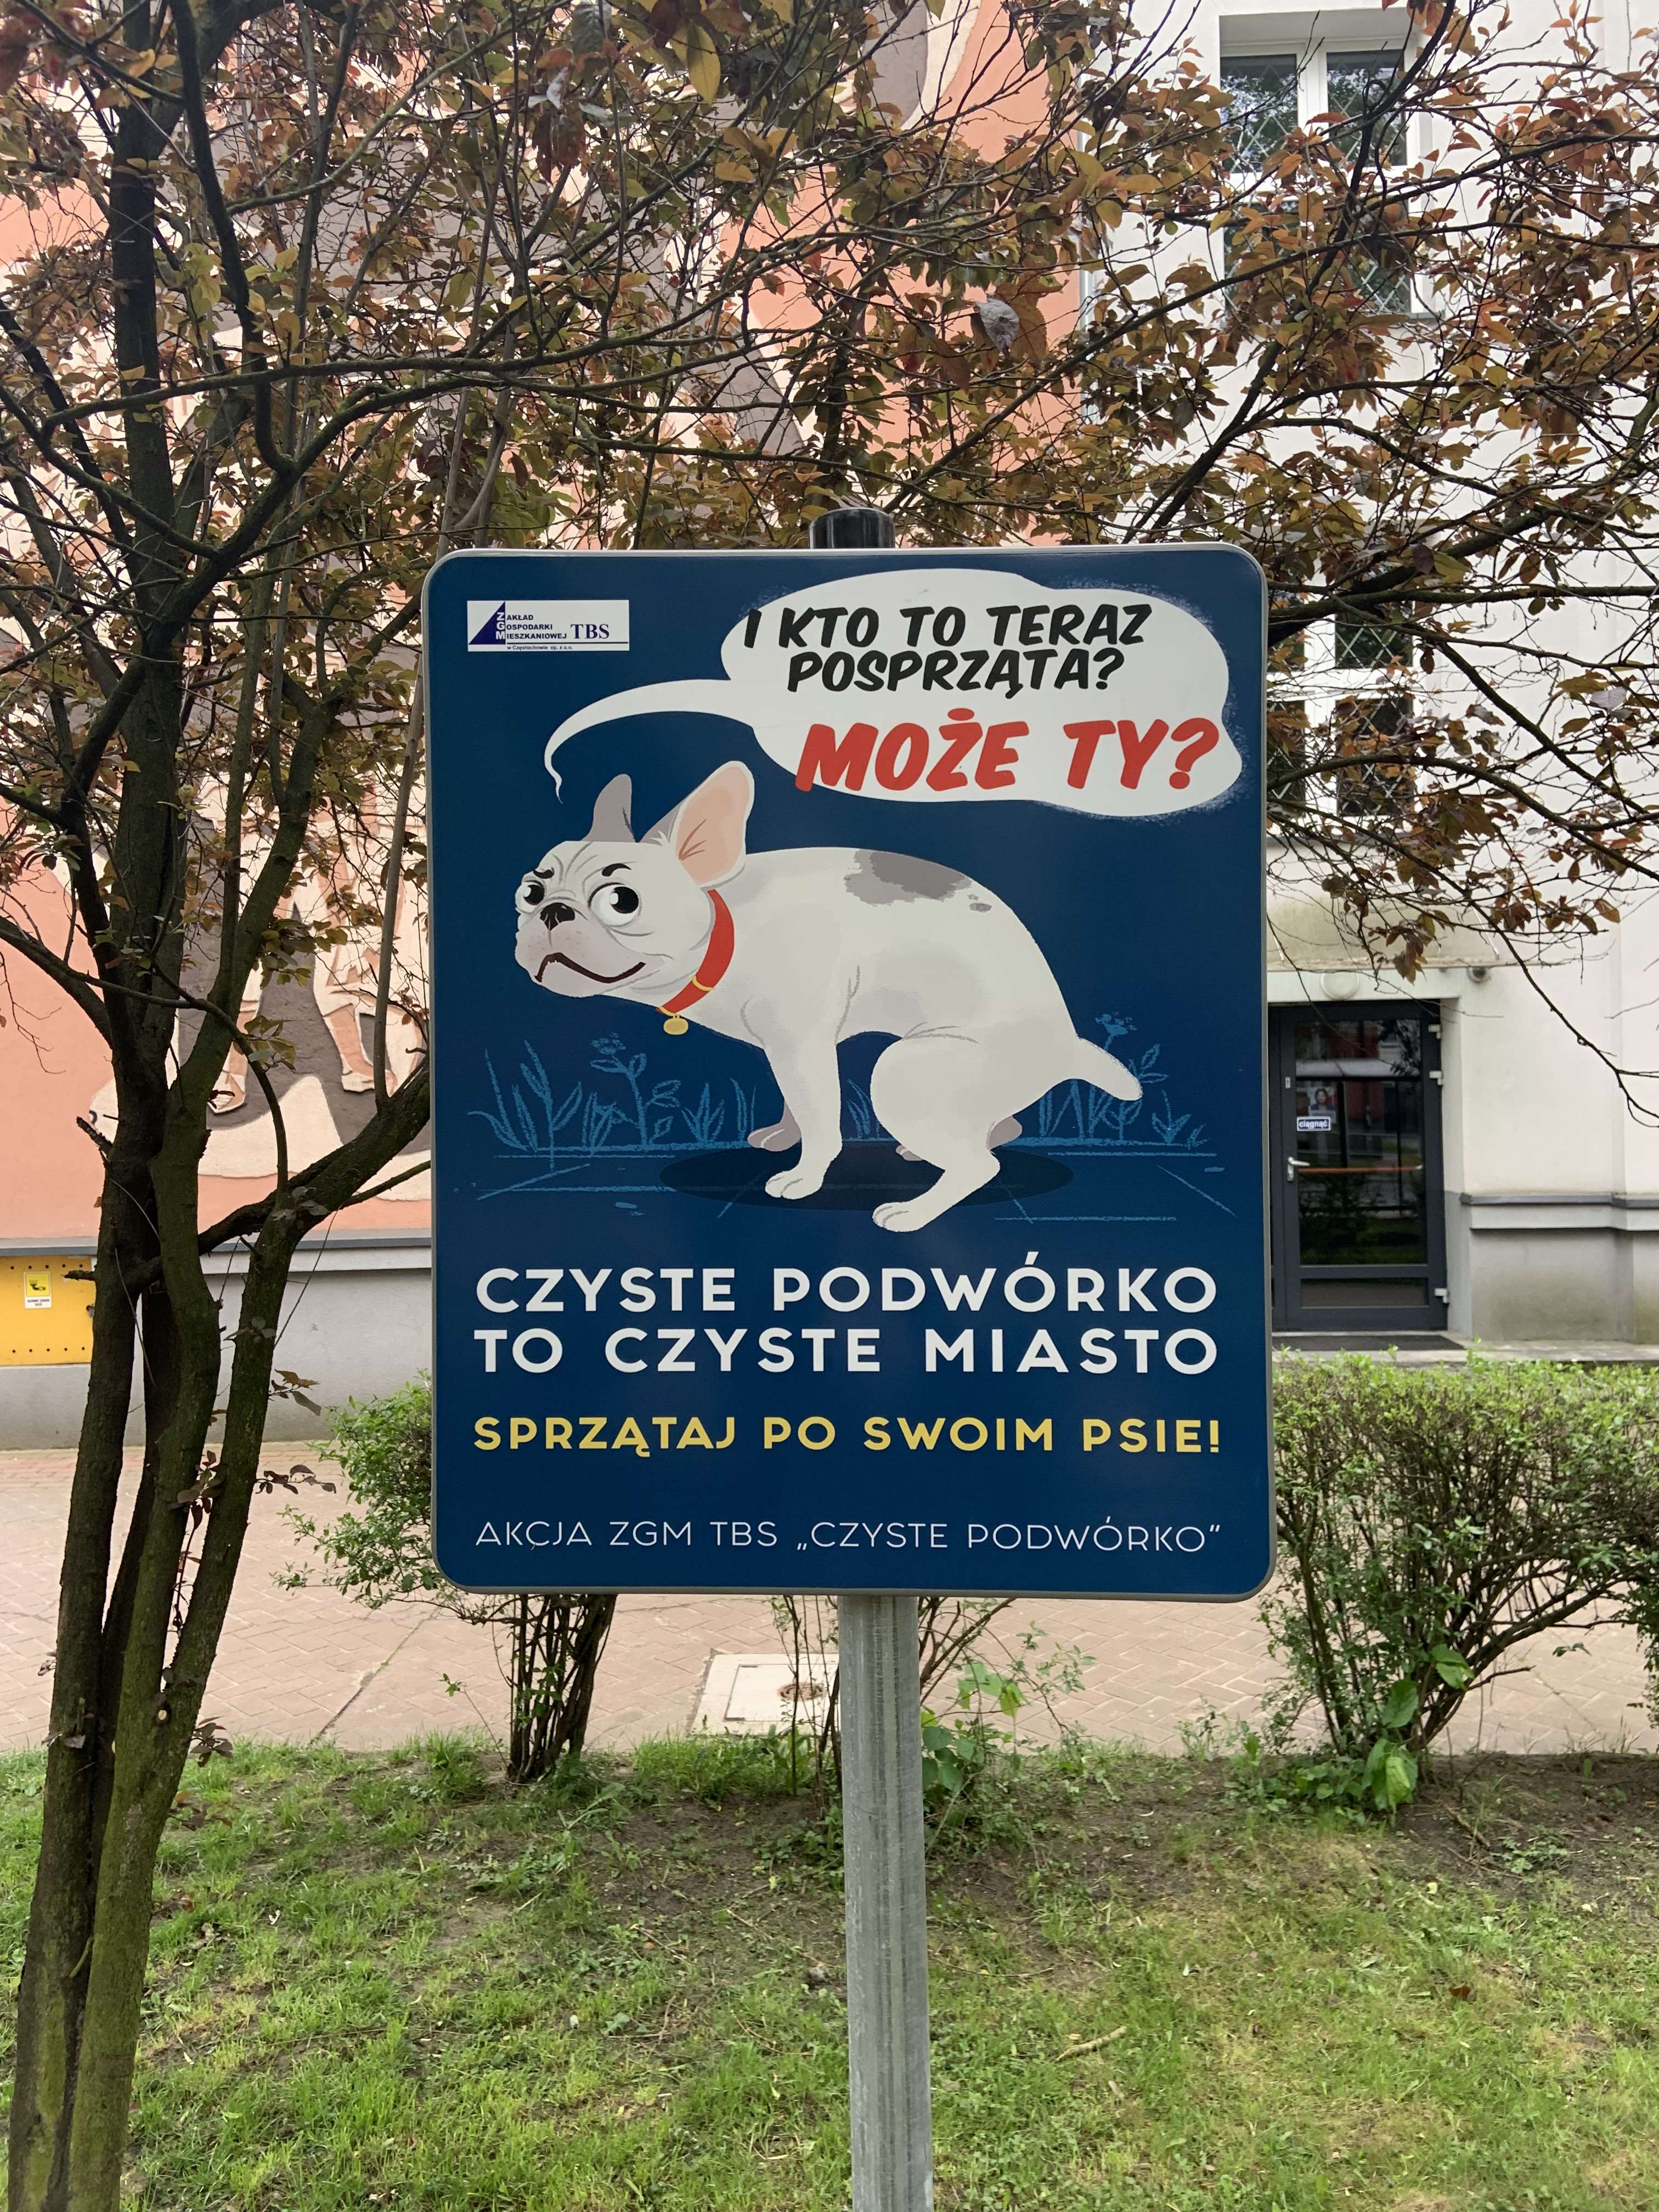 ZAKŁAD
GOSPODARKI
MIESZKANIOWEJ TBS
w Częstochowie sp. z o.o.
I KTO TO TERAZ
POSPRZĄTA?
MOŻE TY?
CZYSTE PODWÓRKO
TO CZYSTE MIASTO
SPRZĄTAJ PO SWOIM PSIE!
AKCJA ZGM TBS „CZYSTE PODWÓRKO”
ciągnąć